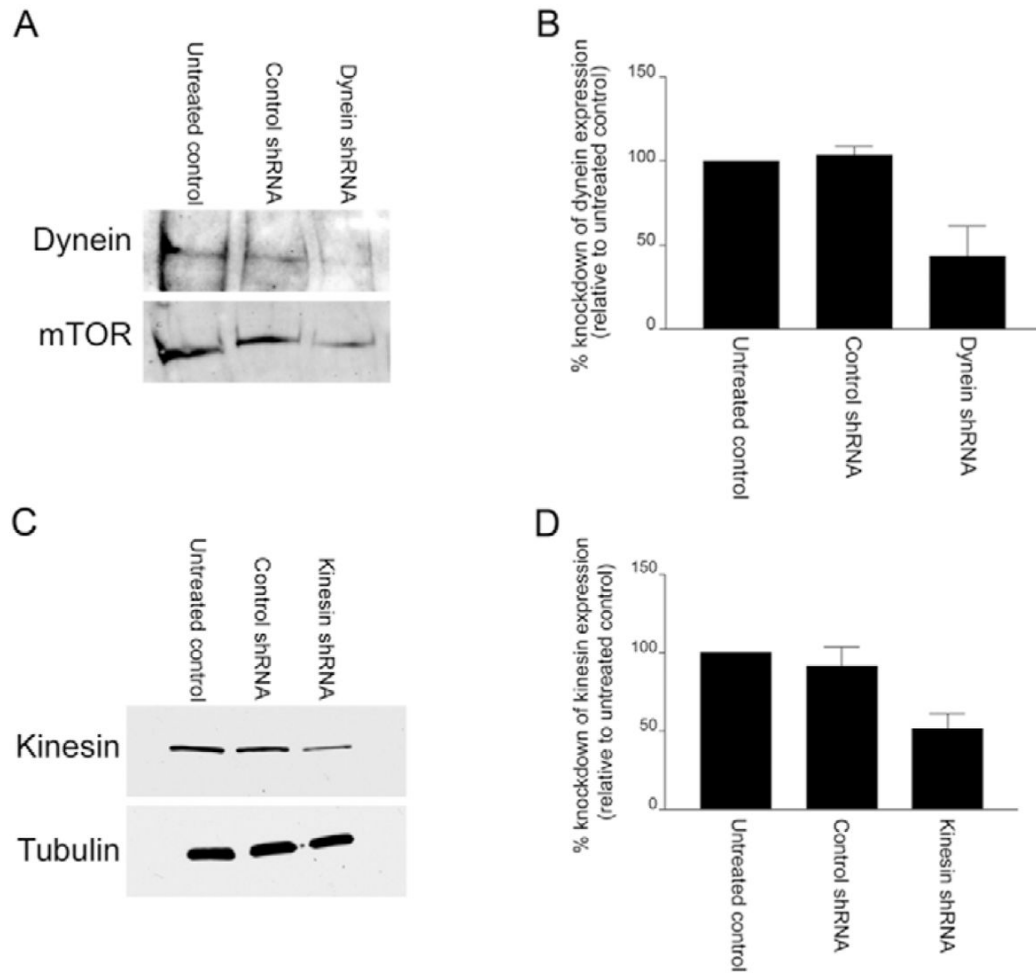 A
Untreated control
Control shRNA
Dynein shRNA
Dynein
mTOR
B
% knockdown of dynein expression
(relative to untreated control)
150
100
50
0
Untreated control
Control shRNA
Dynein shRNA
C
Untreated control
Control shRNA
Kinesin shRNA
Kinesin
Tubulin
D
% knockdown of kinesin expression
(relative to untreated control)
150
100
50
0
Untreated control
Control shRNA
Kinesin shRNA